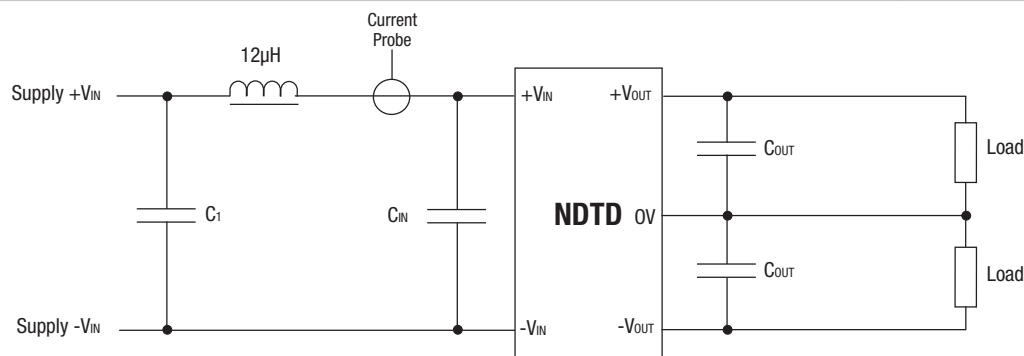 Current
Probe
12µH
Supply +VIN
+VIN
+VOUT
COUT
Load
C1
CIN
NDTD 0V
COUT
Load
Supply -VIN
-VIN
-VOUT